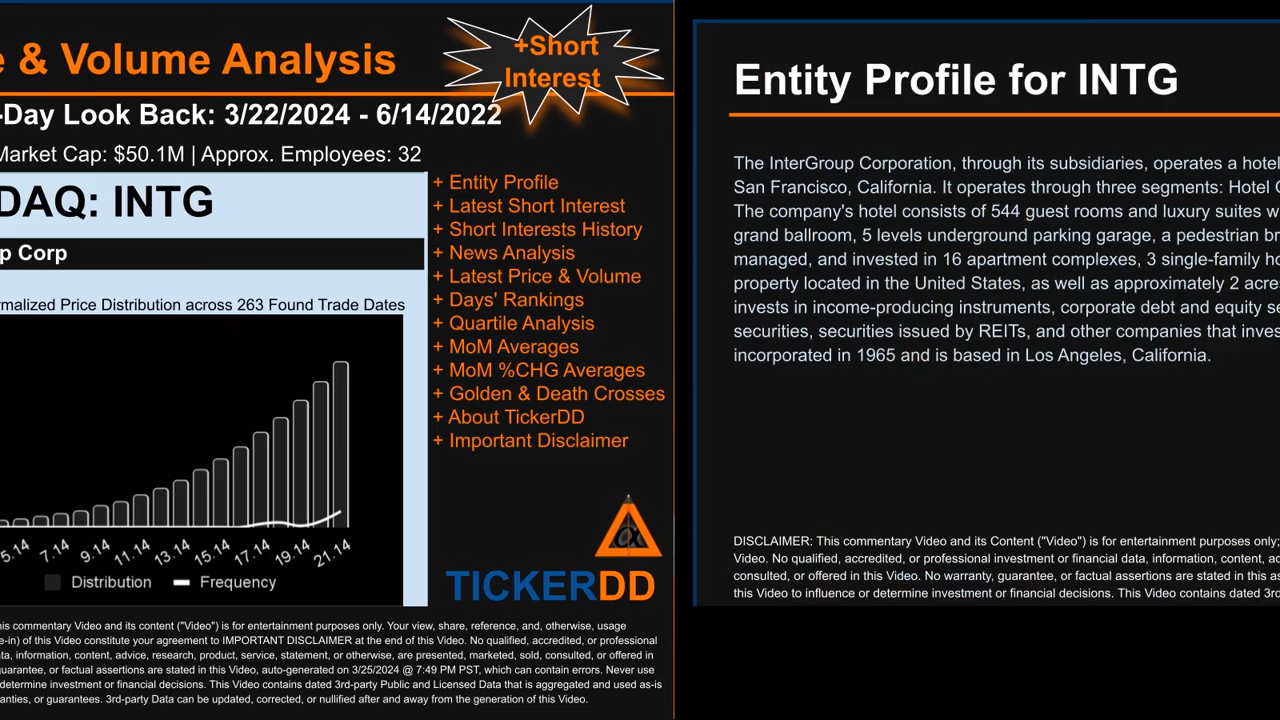 & Volume Analysis
+Short
Interest
-Day Look Back: 3/22/2024 - 6/14/2022
Market Cap: $50.1M | Approx. Employees: 32
DAQ: INTG
p Corp
rmalized Price Distribution across 263 Found Trade Dates
5.14 7.14 9.14 11.14 13.14 15.14 17.14 19.14 21.14
Distribution Frequency
+ Entity Profile
+ Latest Short Interest
+ Short Interests History
+ News Analysis
+ Latest Price & Volume
+ Days' Rankings
+ Quartile Analysis
+ MoM Averages
+ MoM %CHG Averages
+ Golden & Death Crosses
+ About TickerDD
+ Important Disclaimer
TICKERDD
his commentary Video and its content ("Video") is for entertainment purposes only. Your view, share, reference, and, otherwise, usage
e-in) of this Video constitute your agreement to IMPORTANT DISCLAIMER at the end of this Video. No qualified, accredited, or professional
ta, information, content, advice, research, product, service, statement, or otherwise, are presented, marketed, sold, consulted, or offered in
guarantee, or factual assertions are stated in this Video, auto-generated on 3/25/2024 @ 7:49 PM PST, which can contain errors. Never use
determine investment or financial decisions. This Video contains dated 3rd-party Public and Licensed Data that is aggregated and used as-is
anties, or guarantees. 3rd-party Data can be updated, corrected, or nullified after and away from the generation of this Video.
Entity Profile for INTG
The InterGroup Corporation, through its subsidiaries, operates a hotel
San Francisco, California. It operates through three segments: Hotel
The company's hotel consists of 544 guest rooms and luxury suites w
grand ballroom, 5 levels underground parking garage, a pedestrian br
managed, and invested in 16 apartment complexes, 3 single-family ho
property located in the United States, as well as approximately 2 acre
invests in income-producing instruments, corporate debt and equity se
securities, securities issued by REITs, and other companies that inves
incorporated in 1965 and is based in Los Angeles, California.
DISCLAIMER: This commentary Video and its Content ("Video") is for entertainment purposes only;
Video. No qualified, accredited, or professional investment or financial data, information, content, ad
consulted, or offered in this Video. No warranty, guarantee, or factual assertions are stated in this as
this Video to influence or determine investment or financial decisions. This Video contains dated 3rd